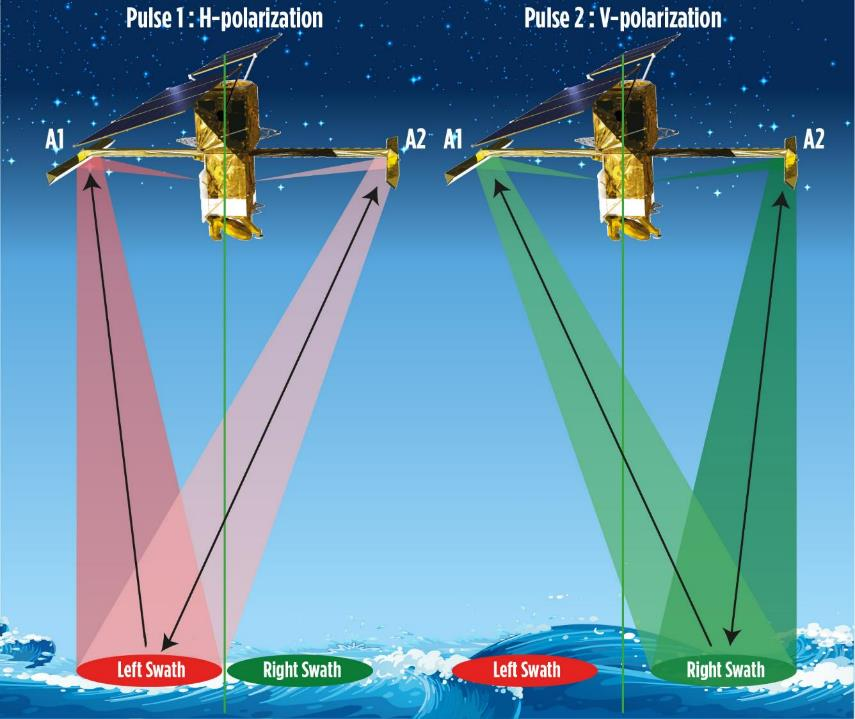 Pulse 1 : H-polarization
Pulse 2 : V-polarization
A1
A2
A1
A2
Left Swath
Right Swath
Left Swath
Right Swath